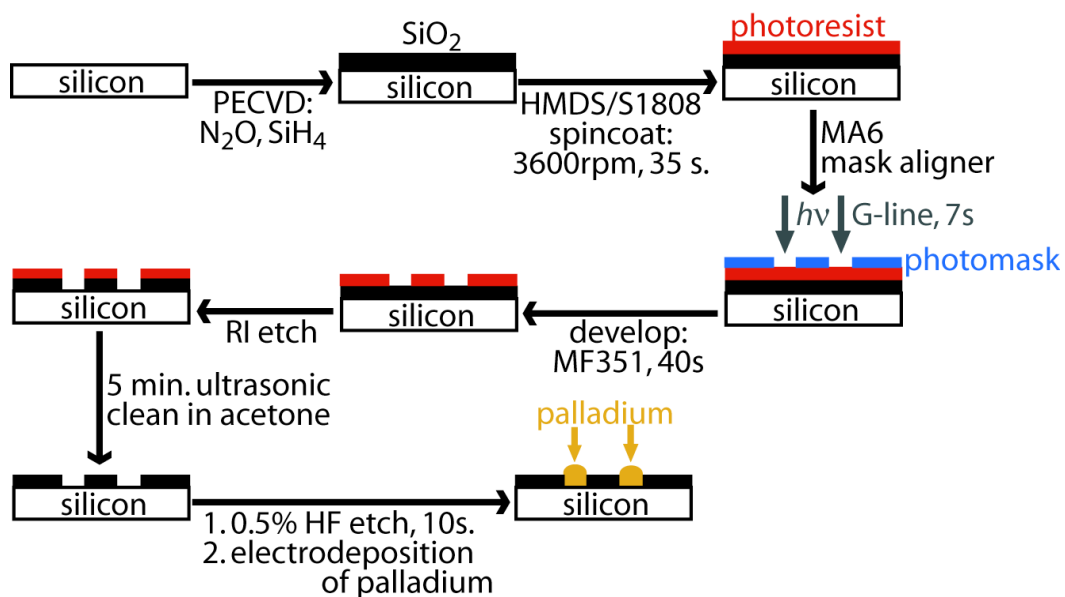 silicon
PECVD:
N₂O, SiH₄
SiO₂
silicon
HMDS/S1808
spincoat:
3600rpm, 35 s.
photoresist
silicon
MA6
mask aligner
hν
G-line, 7s
photomask
silicon
develop:
MF351, 40s
silicon
RI etch
silicon
5 min. ultrasonic
clean in acetone
silicon
1. 0.5% HF etch, 10s.
2. electrodeposition
of palladium
palladium
silicon